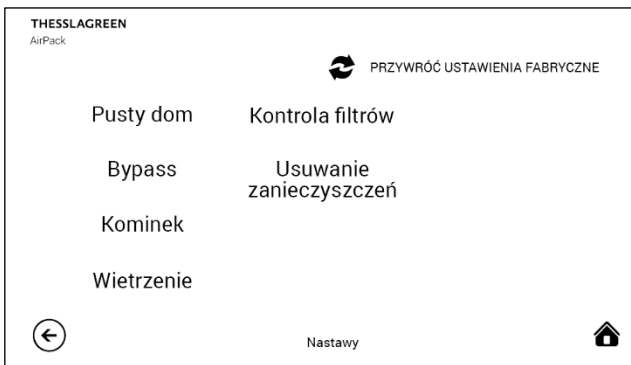 THESSLAGREEN
AirPack
PRZYWRÓĆ USTAWIENIA FABRYCZNE
Pusty dom
Kontrola filtrów
Bypass
Usuwanie
zanieczyszczeń
Kominek
Wietrzenie
Nastawy